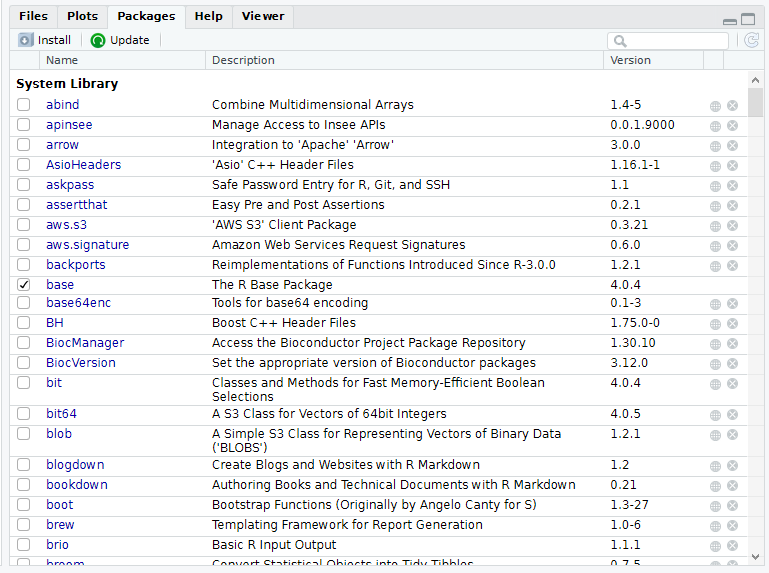 Files Plots Packages Help Viewer
Install Update
Name Description Version
System Library
abind Combine Multidimensional Arrays 1.4-5
apinsee Manage Access to Insee APIs 0.0.1.9000
arrow Integration to 'Apache' 'Arrow' 3.0.0
AsioHeaders 'Asio' C++ Header Files 1.16.1-1
askpass Safe Password Entry for R, Git, and SSH 1.1
assertthat Easy Pre and Post Assertions 0.2.1
aws.s3 'AWS S3' Client Package 0.3.21
aws.signature Amazon Web Services Request Signatures 0.6.0
backports Reimplementations of Functions Introduced Since R-3.0.0 1.2.1
base The R Base Package 4.0.4
base64enc Tools for base64 encoding 0.1-3
BH Boost C++ Header Files 1.75.0-0
BiocManager Access the Bioconductor Project Package Repository 1.30.10
BiocVersion Set the appropriate version of Bioconductor packages 3.12.0
bit Classes and Methods for Fast Memory-Efficient Boolean 4.0.4
Selections
bit64 A S3 Class for Vectors of 64bit Integers 4.0.5
blob A Simple S3 Class for Representing Vectors of Binary Data 1.2.1
('BLOBS')
blogdown Create Blogs and Websites with R Markdown 1.2
bookdown Authoring Books and Technical Documents with R Markdown 0.21
boot Bootstrap Functions (Originally by Angelo Canty for S) 1.3-27
brew Templating Framework for Report Generation 1.0-6
brio Basic R Input Output 1.1.1
broom Convert Statistical Objects into Tidy Tibbles 0.7.5